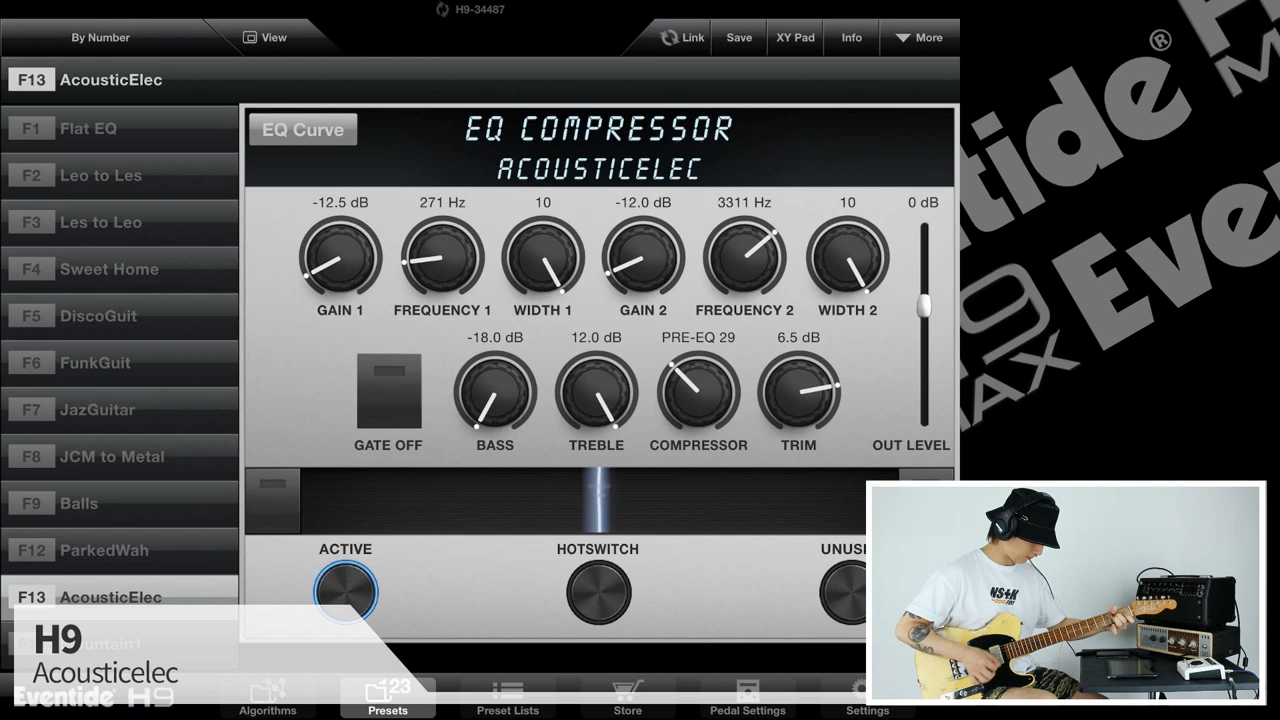 H9-34487
By Number
View
Link
Save
XY Pad
Info
More
F13 AcousticElec
F1 Flat EQ
F2 Leo to Les
F3 Les to Leo
F4 Sweet Home
F5 DiscoGuit
F6 FunkGuit
F7 JazGuitar
F8 JCM to Metal
F9 Balls
F12 ParkedWah
F13 AcousticElec
EQ Curve
EQ COMPRESSOR
ACOUSTICELEC
-12.5 dB
271 Hz
10
-12.0 dB
3311 Hz
10
0 dB
GAIN 1
FREQUENCY 1
WIDTH 1
GAIN 2
FREQUENCY 2
WIDTH 2
-18.0 dB
12.0 dB
PRE-EQ 29
6.5 dB
GATE OFF
BASS
TREBLE
COMPRESSOR
TRIM
OUT LEVEL
ACTIVE
HOTSWITCH
H9
Acousticelec
Eventide® H9
23
Algorithms
Presets
Preset Lists
Store
Pedal Settings
Settings